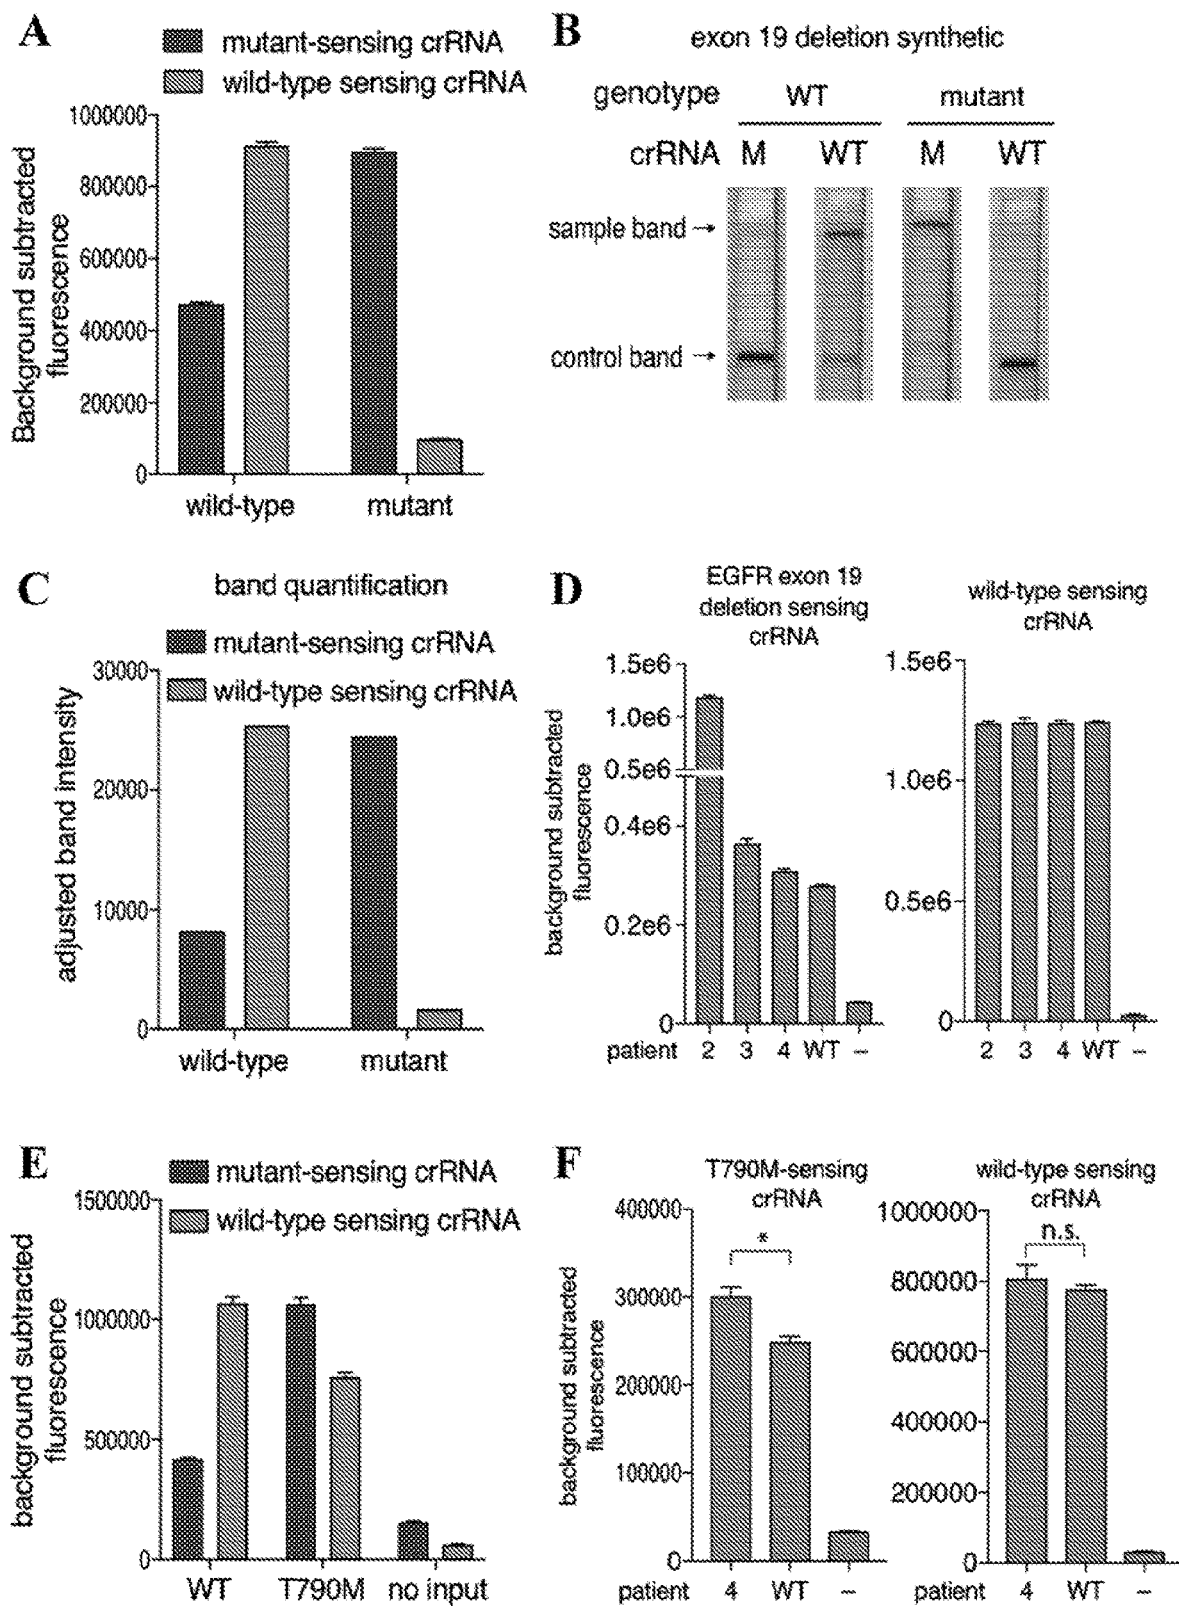 A
mutant-sensing crRNA
wild-type sensing crRNA
Background subtracted
fluorescence
1000000
800000
600000
400000
200000
0
wild-type mutant
B
exon 19 deletion synthetic
genotype WT mutant
crRNA M WT M WT
sample band →
control band →
C
band quantification
mutant-sensing crRNA
wild-type sensing crRNA
adjusted band intensity
30000
20000
10000
0
wild-type mutant
D
EGFR exon 19
deletion sensing
crRNA
background subtracted
fluorescence
1.5e6
1.0e6
0.5e6
0.4e6
0.2e6
0
patient 2 3 4 WT –
wild-type sensing
crRNA
1.5e6
1.0e6
0.5e6
0
2 3 4 WT –
E
mutant-sensing crRNA
wild-type sensing crRNA
background subtracted
fluorescence
1500000
1000000
500000
0
WT T790M no input
F
T790M-sensing
crRNA
background subtracted
fluorescence
400000
300000
200000
100000
0
*
patient 4 WT –
wild-type sensing
crRNA
1000000
800000
600000
400000
200000
0
n.s.
patient 4 WT –